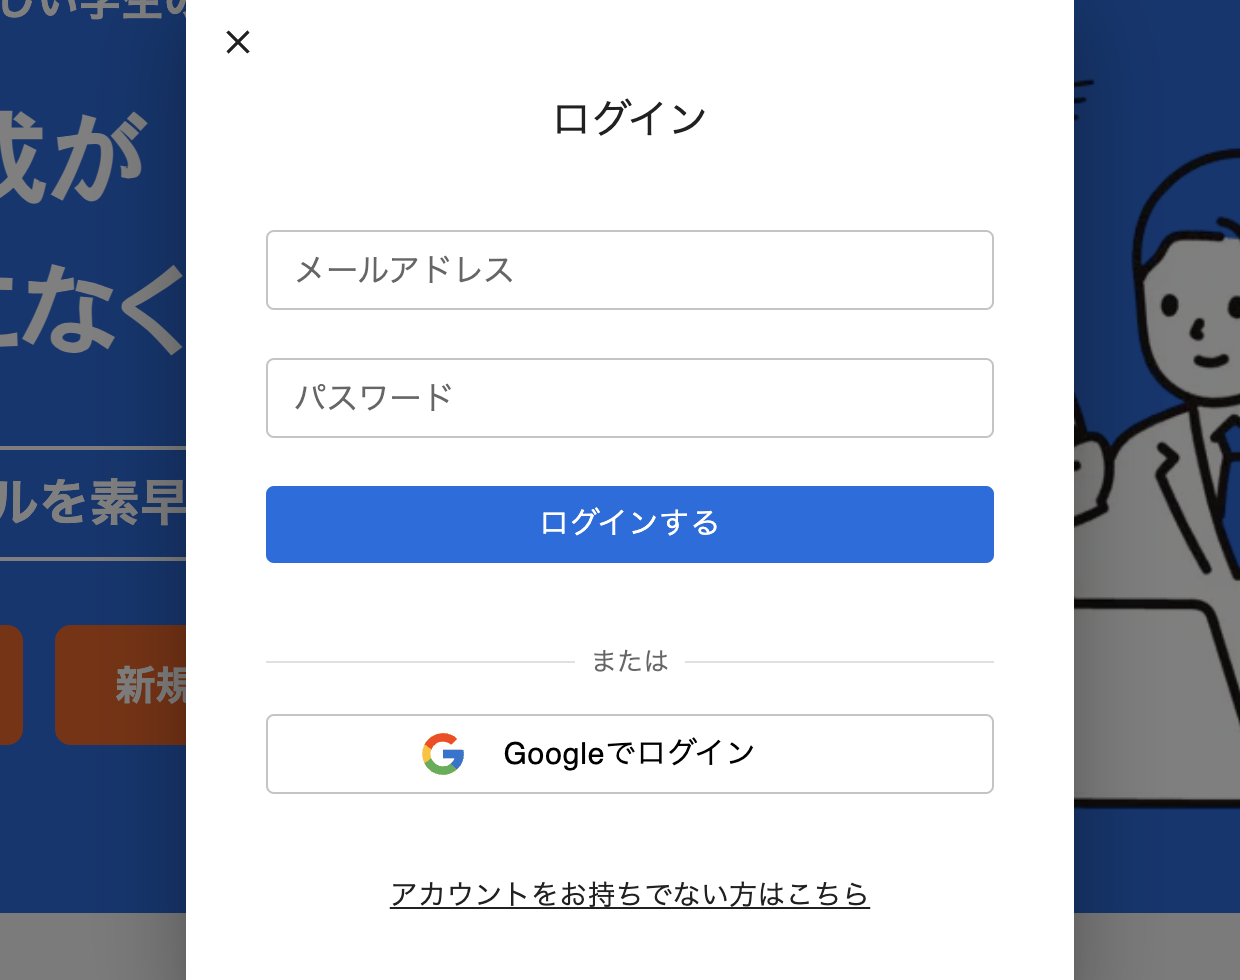 しい学生の
成が
になく
ルを素早
新規
ログイン
メールアドレス
パスワード
ログインする
または
Googleでログイン
アカウントをお持ちでない方はこちら